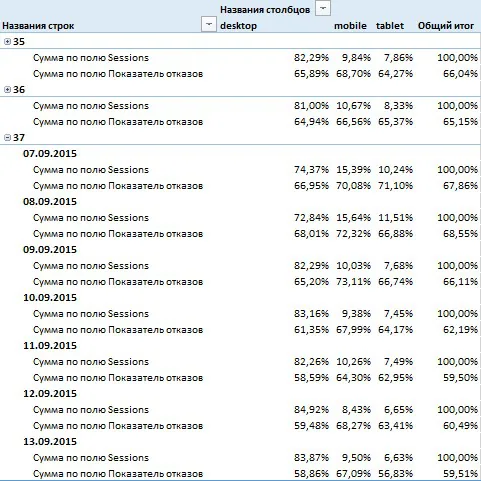 Названия столбцов
Названия строк desktop mobile tablet Общий итог
35
Сумма по полю Sessions 82,29% 9,84% 7,86% 100,00%
Сумма по полю Показатель отказов 65,89% 68,70% 64,27% 66,04%
36
Сумма по полю Sessions 81,00% 10,67% 8,33% 100,00%
Сумма по полю Показатель отказов 64,94% 66,56% 65,37% 65,15%
37
07.09.2015
Сумма по полю Sessions 74,37% 15,39% 10,24% 100,00%
Сумма по полю Показатель отказов 66,95% 70,08% 71,10% 67,86%
08.09.2015
Сумма по полю Sessions 72,84% 15,64% 11,51% 100,00%
Сумма по полю Показатель отказов 68,01% 72,32% 66,88% 68,55%
09.09.2015
Сумма по полю Sessions 82,29% 10,03% 7,68% 100,00%
Сумма по полю Показатель отказов 65,20% 73,11% 66,74% 66,11%
10.09.2015
Сумма по полю Sessions 83,16% 9,38% 7,45% 100,00%
Сумма по полю Показатель отказов 61,35% 67,99% 64,17% 62,19%
11.09.2015
Сумма по полю Sessions 82,26% 10,26% 7,49% 100,00%
Сумма по полю Показатель отказов 58,59% 64,30% 62,95% 59,50%
12.09.2015
Сумма по полю Sessions 84,92% 8,43% 6,65% 100,00%
Сумма по полю Показатель отказов 59,48% 68,27% 63,41% 60,49%
13.09.2015
Сумма по полю Sessions 83,87% 9,50% 6,63% 100,00%
Сумма по полю Показатель отказов 58,86% 67,09% 56,83% 59,51%